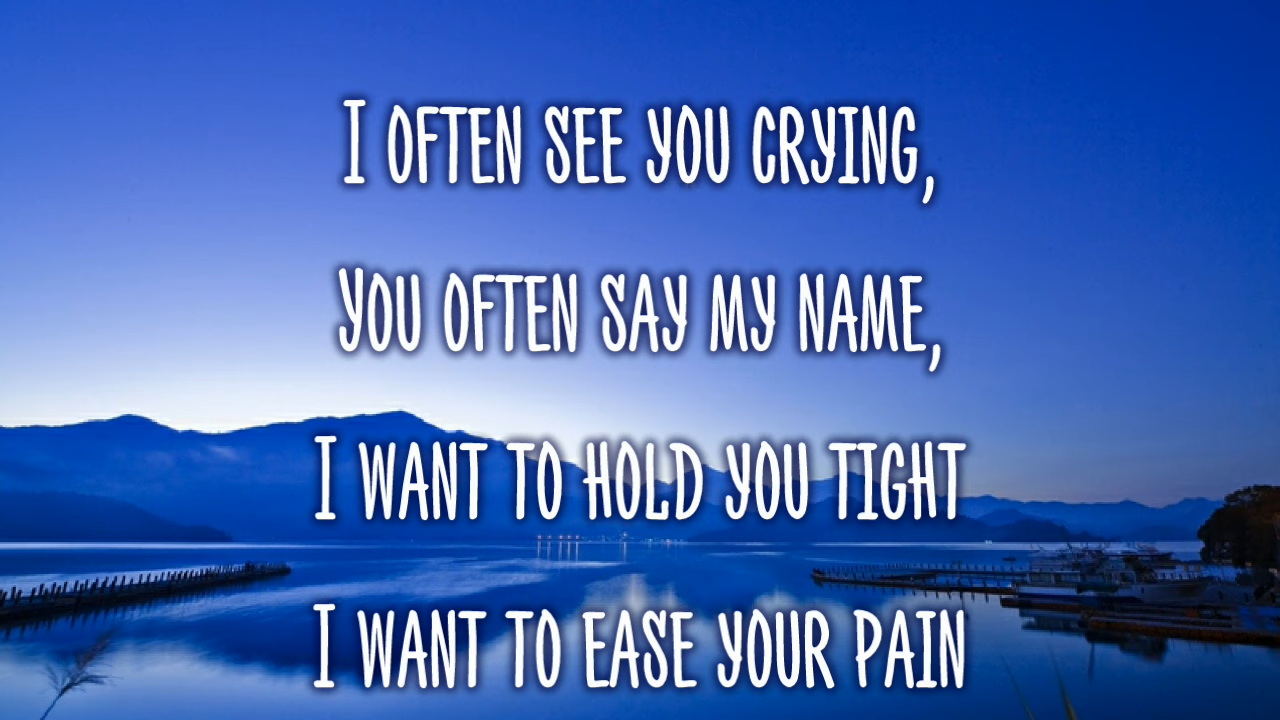 I OFTEN SEE YOU CRYING,
YOU OFTEN SAY MY NAME,
I WANT TO HOLD YOU TIGHT
I WANT TO EASE YOUR PAIN